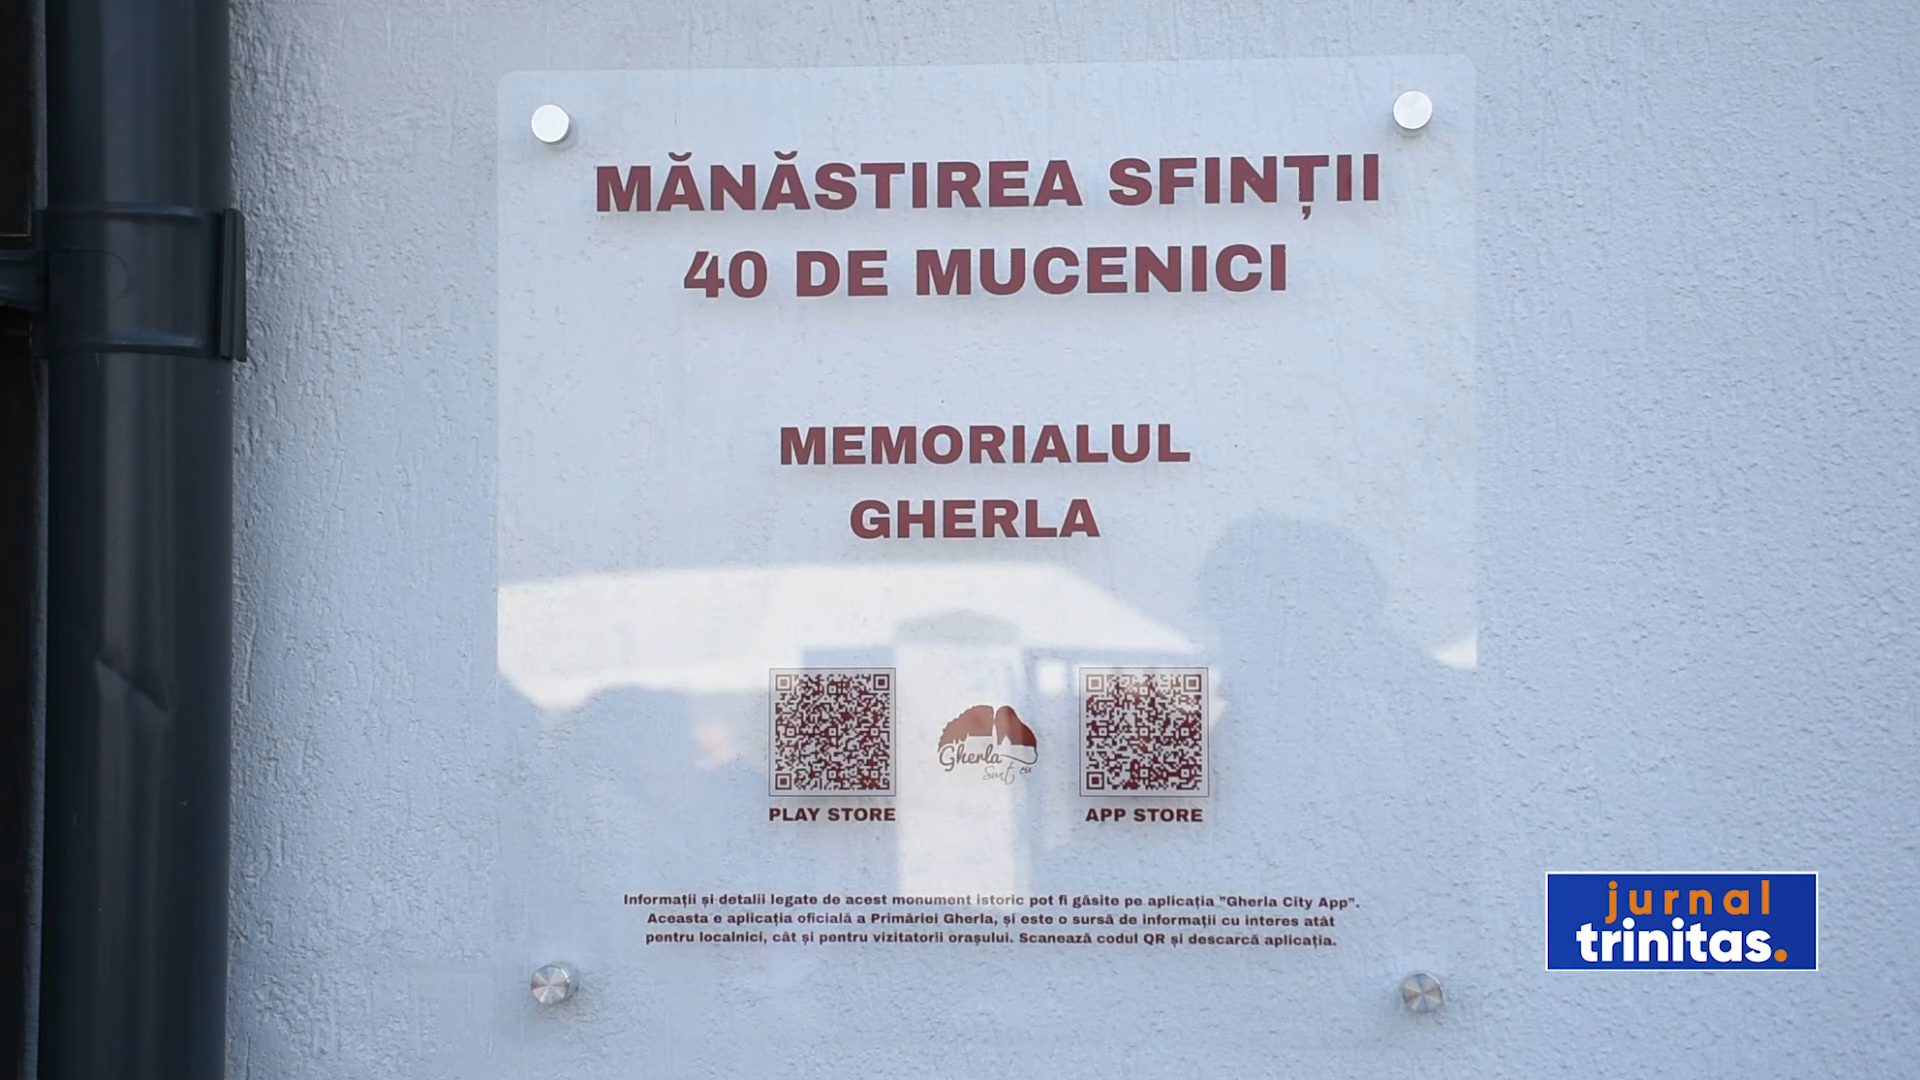 MĂNĂSTIREA SFINȚII
40 DE MUCENICI
MEMORIALUL
GHERLA
Gherla
Sunt eu
PLAY STORE
APP STORE
Informații și detalii legate de acest monument istoric pot fi găsite pe aplicația "Gherla City App".
Aceasta e aplicația oficială a Primăriei Gherla, și este o sursă de informații cu interes atât
pentru localnici, cât și pentru vizitatorii orașului. Scanează codul QR și descarcă aplicația.
jurnal
trinitas.